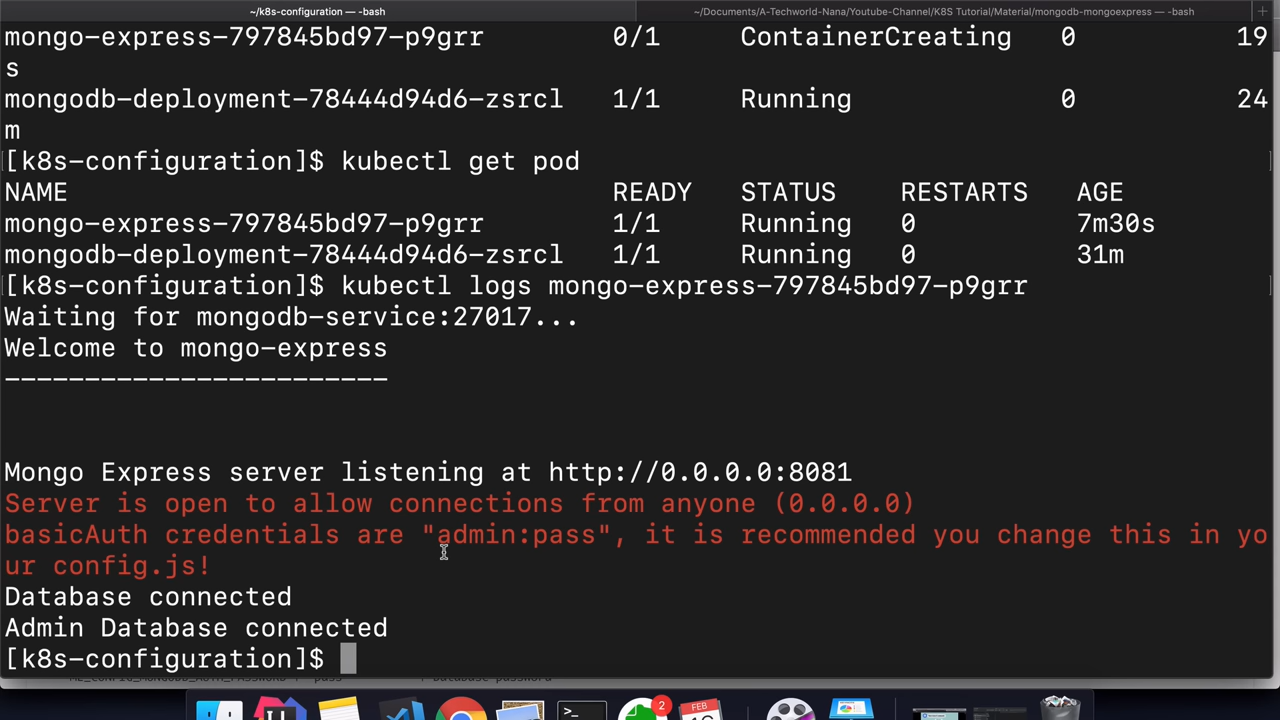 ~/k8s-configuration — -bash
~/Documents/A-Techworld-Nana/Youtube-Channel/K8S Tutorial/Material/mongodb-mongoexpress — -bash
+
mongo-express-797845bd97-p9grr 0/1 ContainerCreating 0 19
s
mongodb-deployment-78444d94d6-zsrcl 1/1 Running 0 24
m
[k8s-configuration]$ kubectl get pod
NAME READY STATUS RESTARTS AGE
mongo-express-797845bd97-p9grr 1/1 Running 0 7m30s
mongodb-deployment-78444d94d6-zsrcl 1/1 Running 0 31m
[k8s-configuration]$ kubectl logs mongo-express-797845bd97-p9grr
Waiting for mongodb-service:27017...
Welcome to mongo-express
------------------------
Mongo Express server listening at http://0.0.0.0:8081
Server is open to allow connections from anyone (0.0.0.0)
basicAuth credentials are "admin:pass", it is recommended you change this in yo
ur config.js!
Database connected
Admin Database connected
[k8s-configuration]$
2
FEB